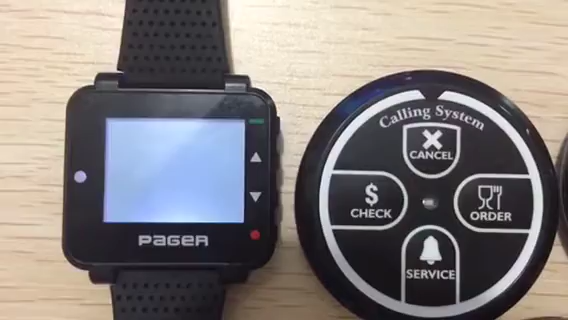 PAGER
Calling System
CANCEL
$
CHECK
ORDER
SERVICE